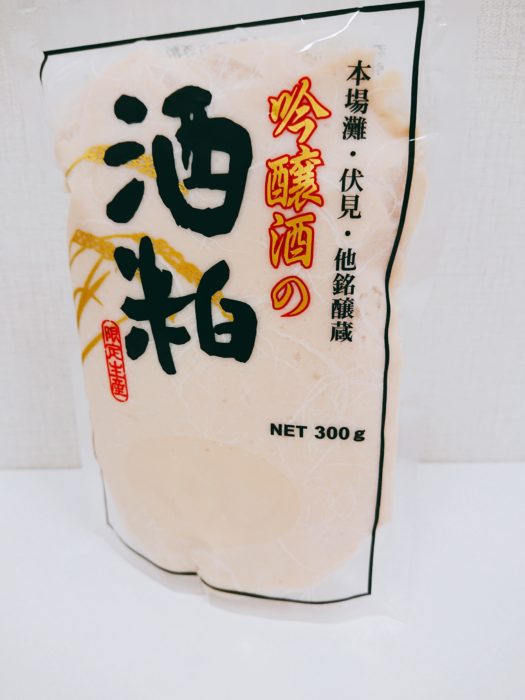 本場灘・伏見・他銘醸蔵
吟醸酒の
酒粕
限定生産
NET 300g